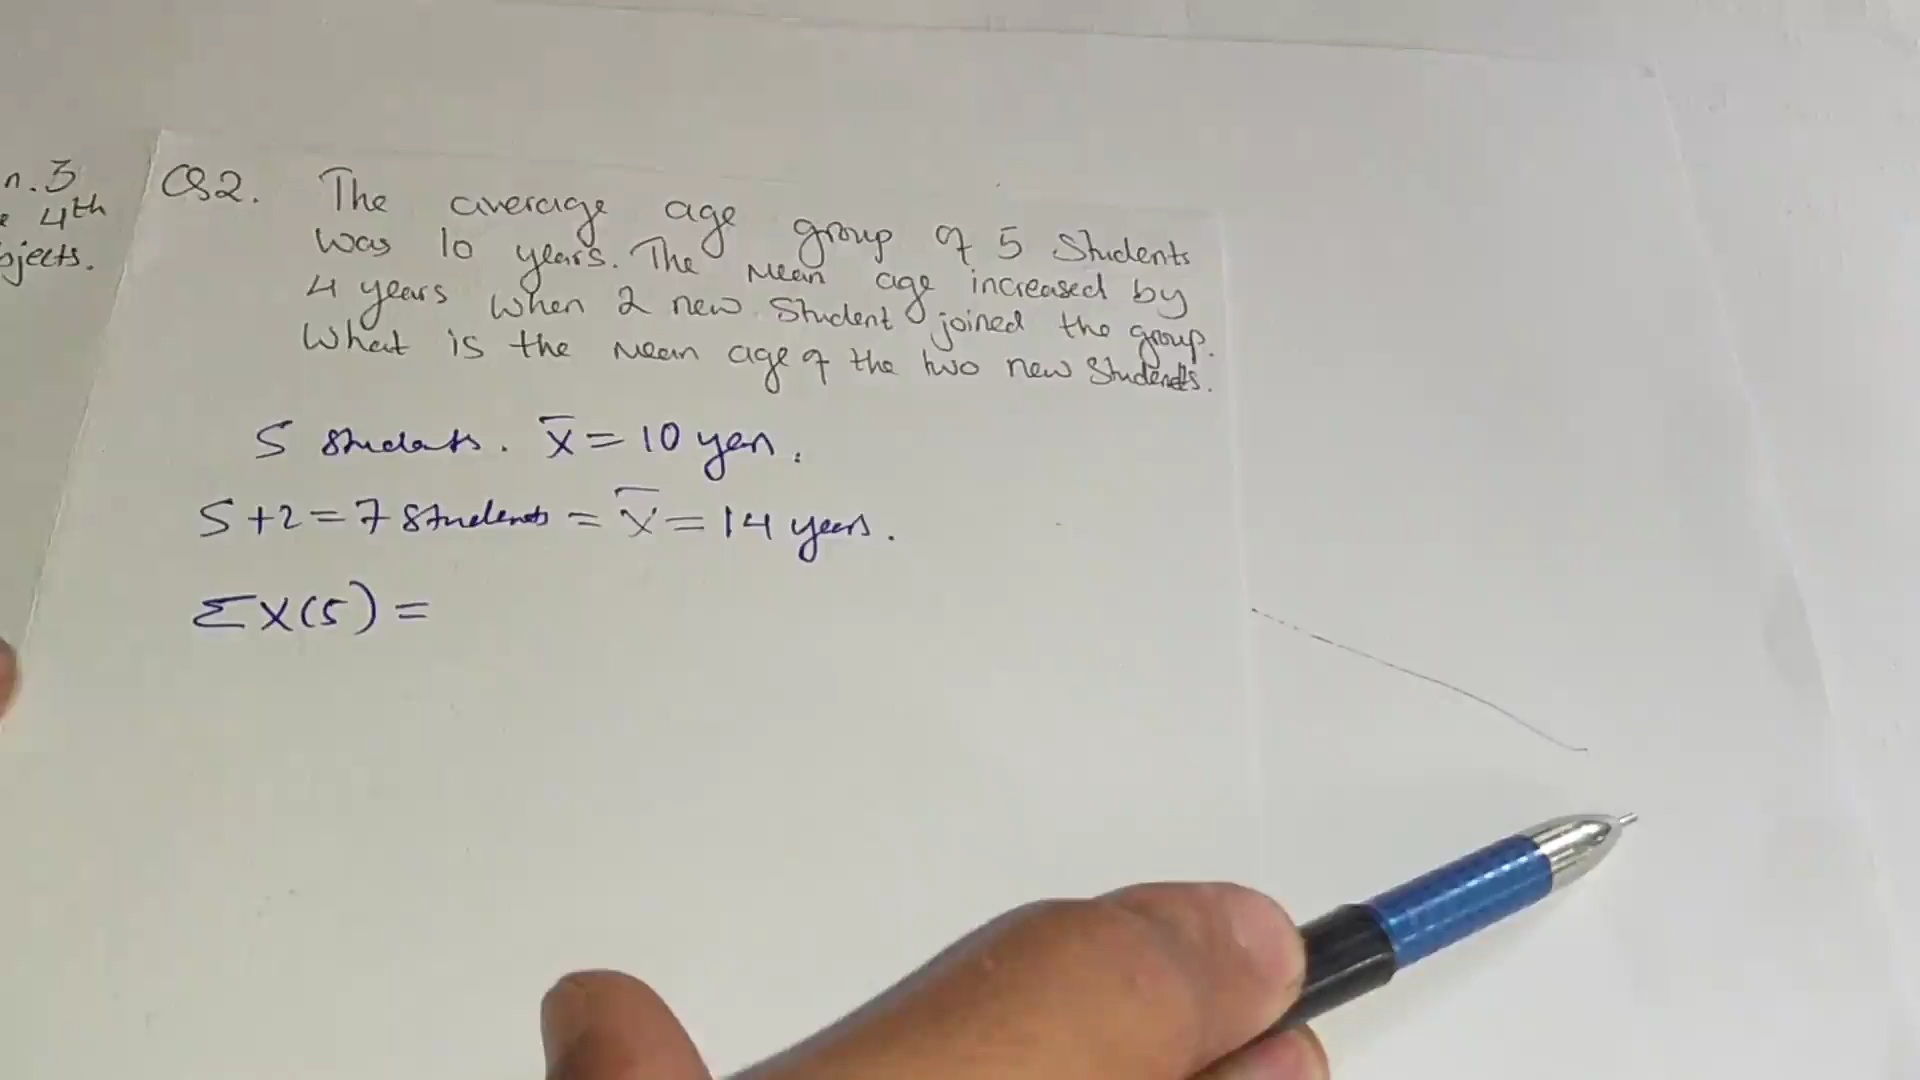 n. 3
4th
jects.
Q2. The average age group of 5 Students
was 10 years. The Mean age increased by
4 years when 2 new Student joined the group.
What is the Mean age of the two new Students.
5 students. x̄ = 10 years.
5 + 2 = 7 Students = x̄ = 14 years.
Σx(5) =